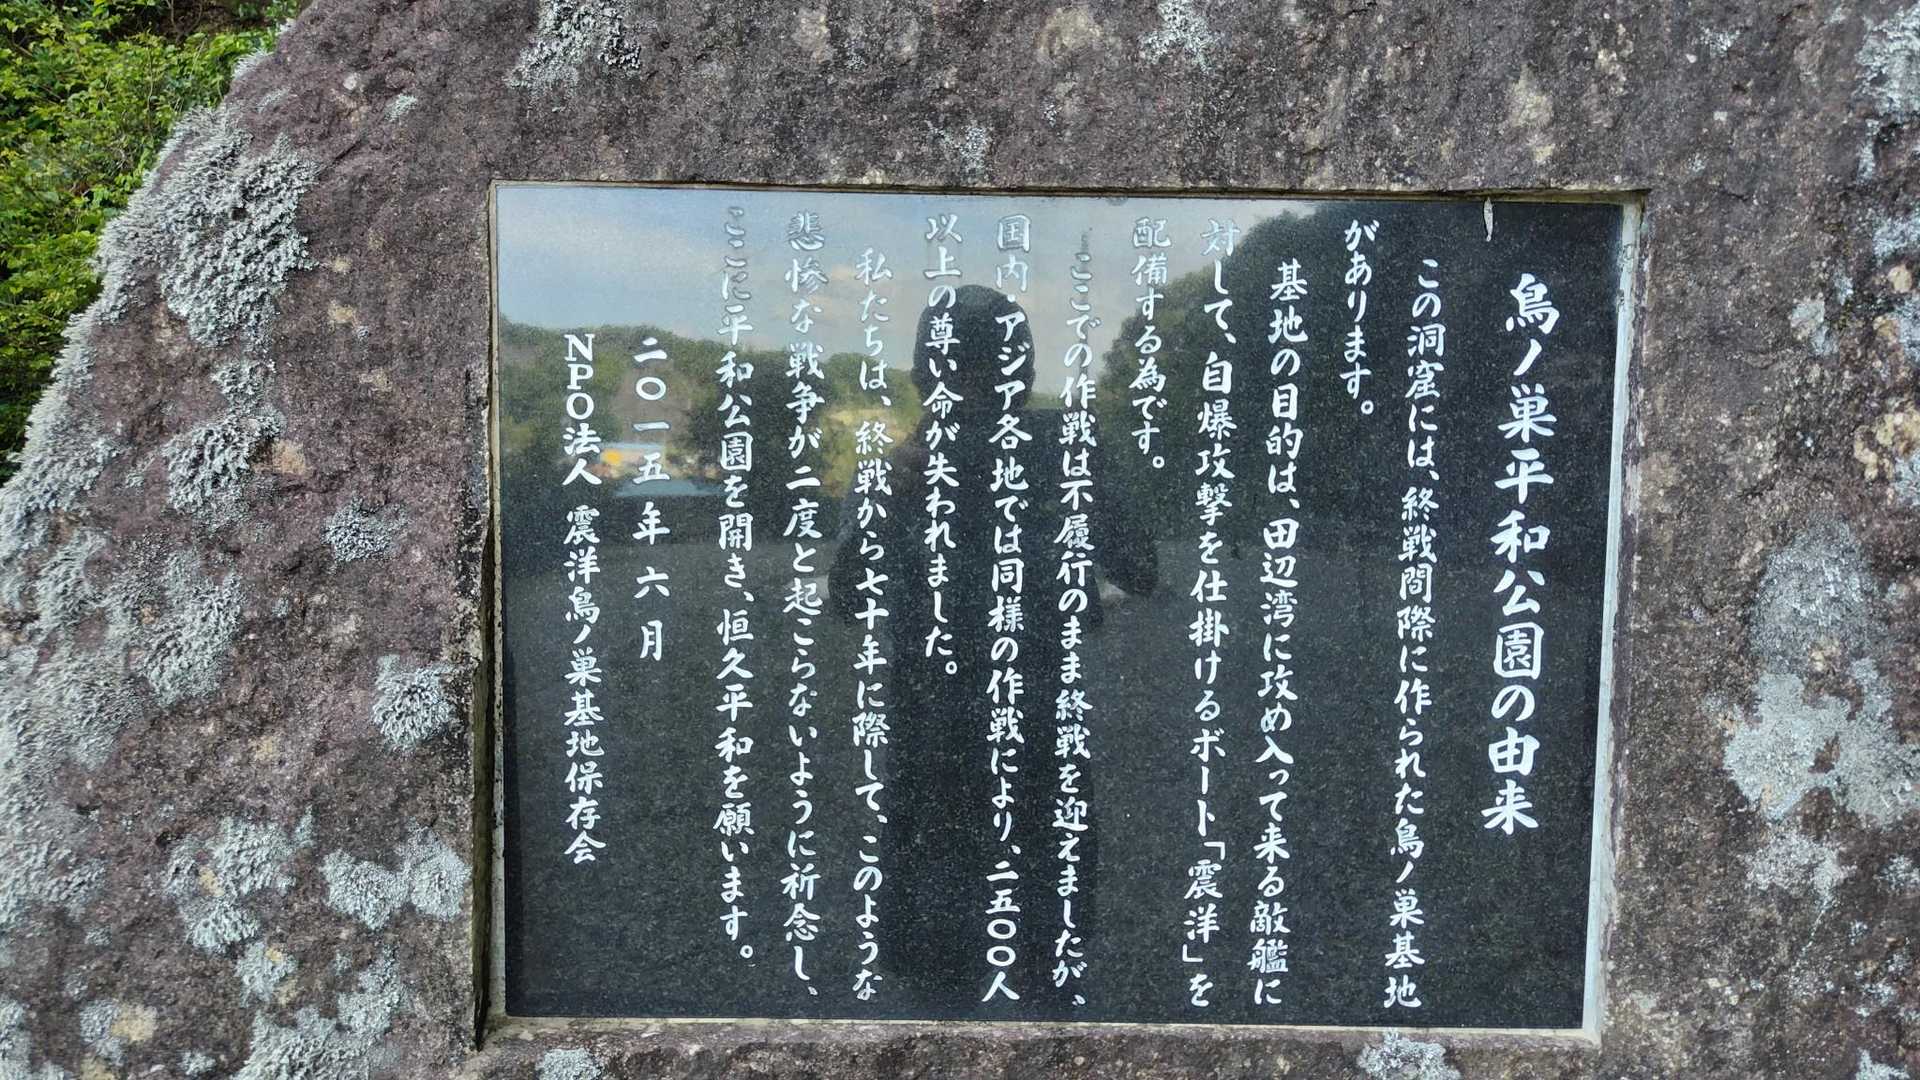 鳥ノ巣平和公園の由来
この洞窟には、終戦間際に作られた鳥ノ巣基地
があります。
基地の目的は、田辺湾に攻め入って来る敵艦に
対して、自爆攻撃を仕掛けるボート「震洋」を
配備する為です。
ここでの作戦は不履行のまま終戦を迎えましたが、
国内・アジア各地では同様の作戦により、二五〇〇人
以上の尊い命が失われました。
私たちは、終戦から七十年に際して、このような
悲惨な戦争が二度と起こらないように祈念し、
ここに平和公園を開き、恒久平和を願います。
二〇一五年六月
NPO法人 震洋鳥ノ巣基地保存会